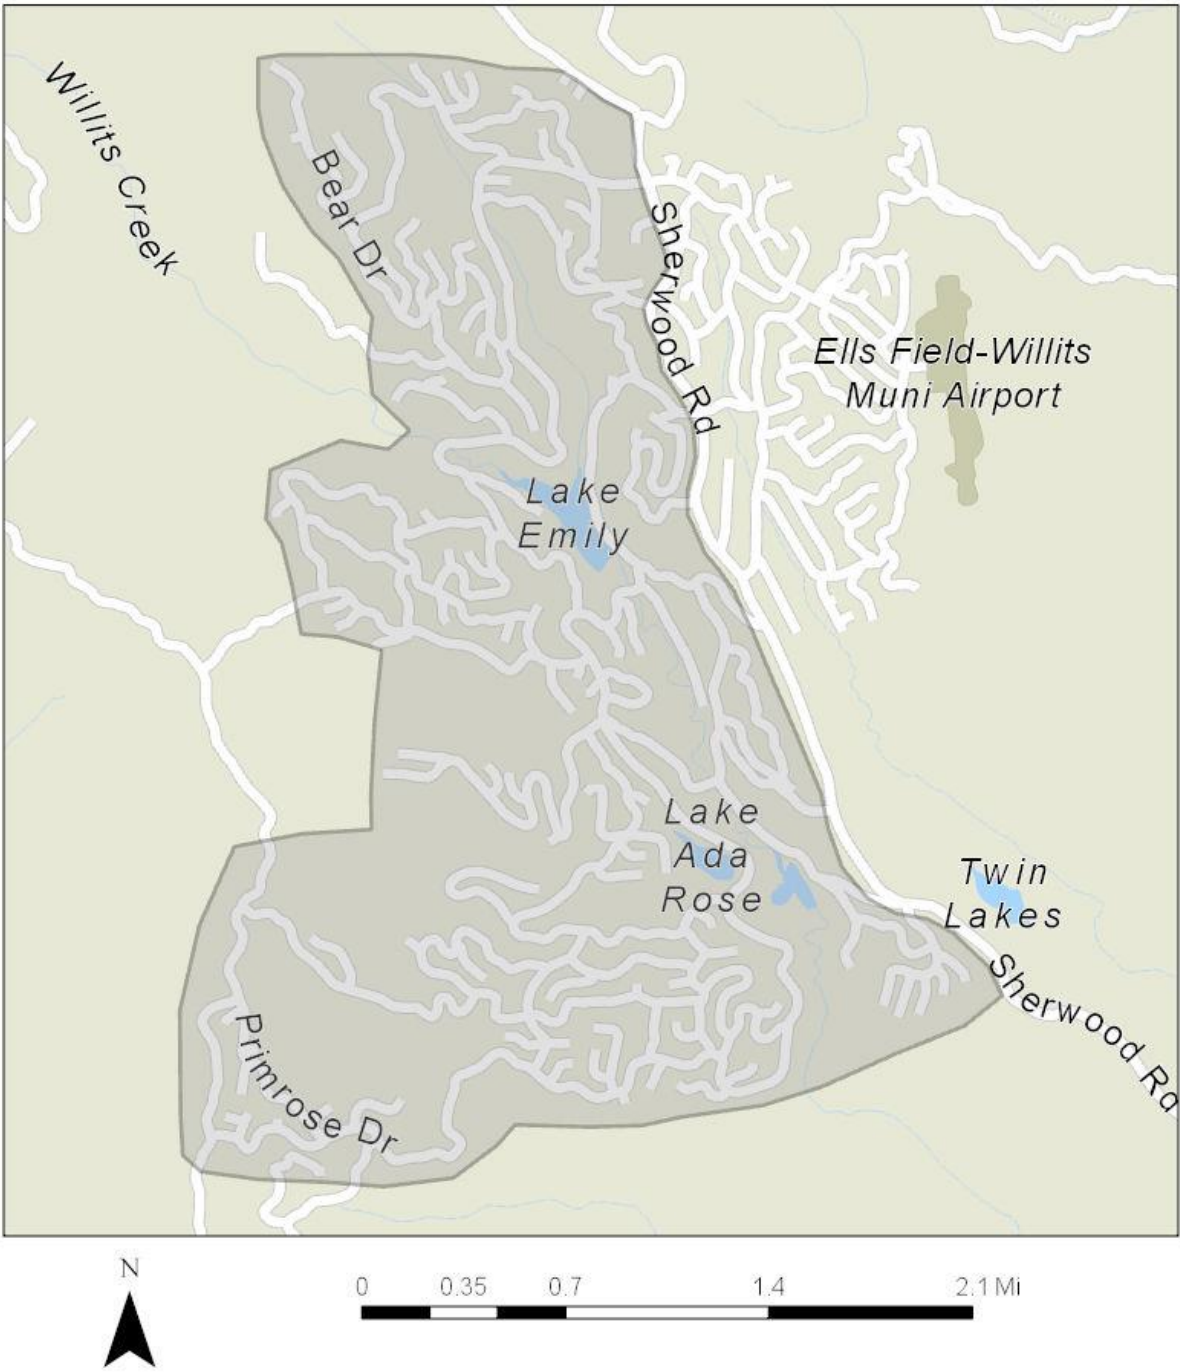 Willits Creek
Bear Dr
Sherwood Rd
Ells Field-Willits
Muni Airport
Lake
Emily
Lake
Ada
Rose
Twin
Lakes
Sherwood Rd
Primrose Dr
N
0 0.35 0.7 1.4 2.1 Mi